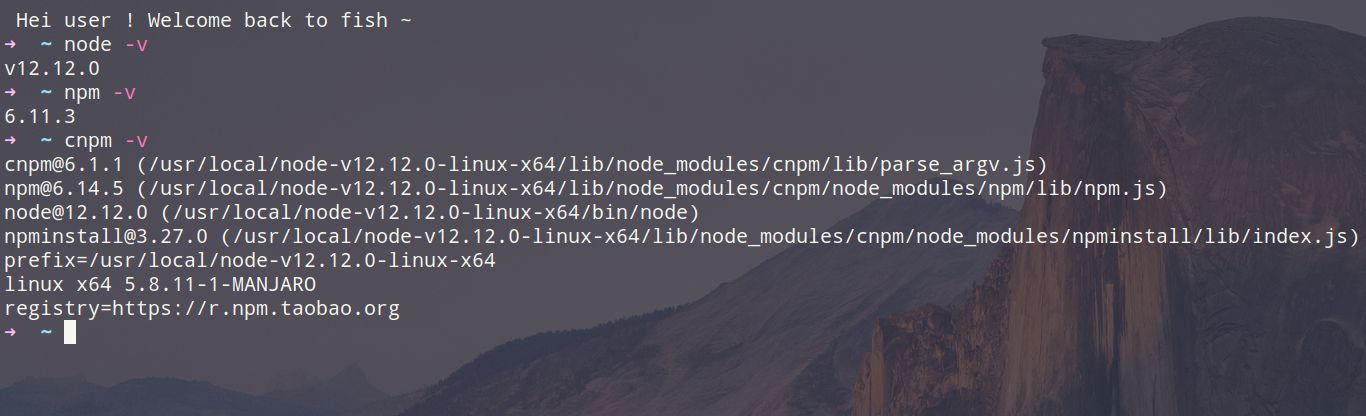 Hei user ! Welcome back to fish ~
➜ ~ node -v
v12.12.0
➜ ~ npm -v
6.11.3
➜ ~ cnpm -v
cnpm@6.1.1 (/usr/local/node-v12.12.0-linux-x64/lib/node_modules/cnpm/lib/parse_argv.js)
npm@6.14.5 (/usr/local/node-v12.12.0-linux-x64/lib/node_modules/cnpm/node_modules/npm/lib/npm.js)
node@12.12.0 (/usr/local/node-v12.12.0-linux-x64/bin/node)
npminstall@3.27.0 (/usr/local/node-v12.12.0-linux-x64/lib/node_modules/cnpm/node_modules/npminstall/lib/index.js)
prefix=/usr/local/node-v12.12.0-linux-x64
linux x64 5.8.11-1-MANJARO
registry=https://r.npm.taobao.org
➜ ~